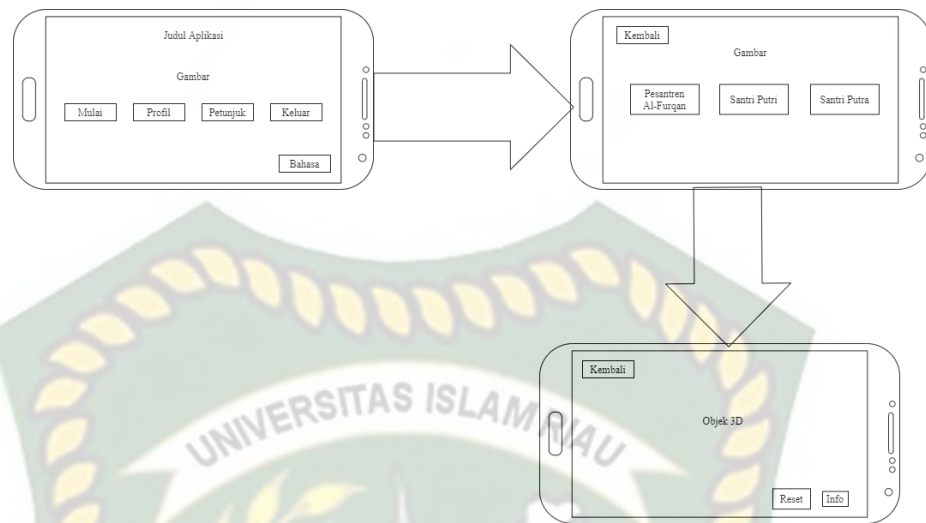 Judul Aplikasi
Gambar
Mulai
Profil
Petunjuk
Keluar
Bahasa
Kembali
Gambar
Pesantren
Al-Furqan
Santri Putri
Santri Putra
Kembali
Objek 3D
Reset
Info
UNIVERSITAS ISLAM RIAU